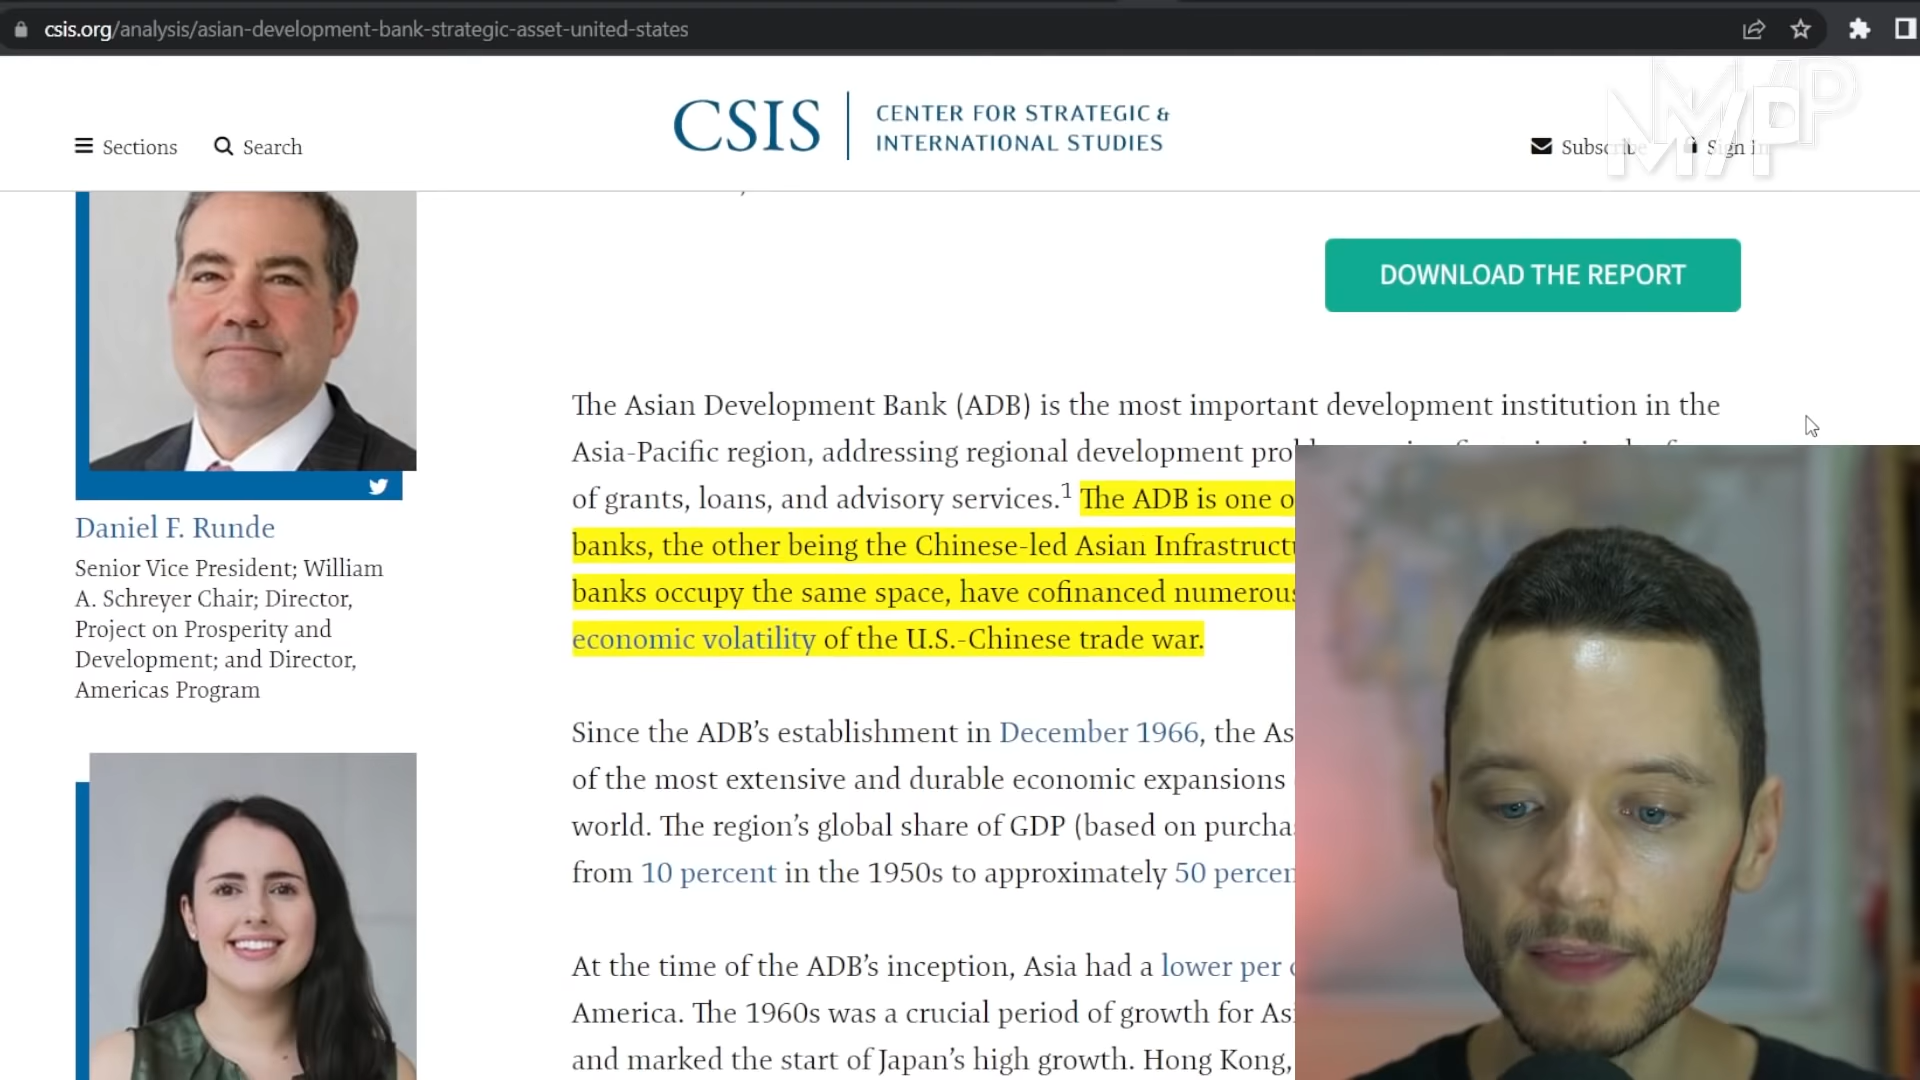 csis.org/analysis/asian-development-bank-strategic-asset-united-states
Sections
Search
CSIS
CENTER FOR STRATEGIC &
INTERNATIONAL STUDIES
Subscribe
Sign in
DOWNLOAD THE REPORT
Daniel F. Runde
Senior Vice President; William
A. Schreyer Chair; Director,
Project on Prosperity and
Development; and Director,
Americas Program
The Asian Development Bank (ADB) is the most important development institution in the
Asia-Pacific region, addressing regional development
of grants, loans, and advisory services.1 The ADB is one
banks, the other being the Chinese-led Asian
banks occupy the same space, have cofinanced
economic volatility of the U.S.-Chinese trade war.
Since the ADB's establishment in December 1966, the
of the most extensive and durable economic expansions
world. The region's global share of GDP (based on
from 10 percent in the 1950s to approximately 50
At the time of the ADB's inception, Asia had a lower per
America. The 1960s was a crucial period of growth for
and marked the start of Japan's high growth. Hong Kong,